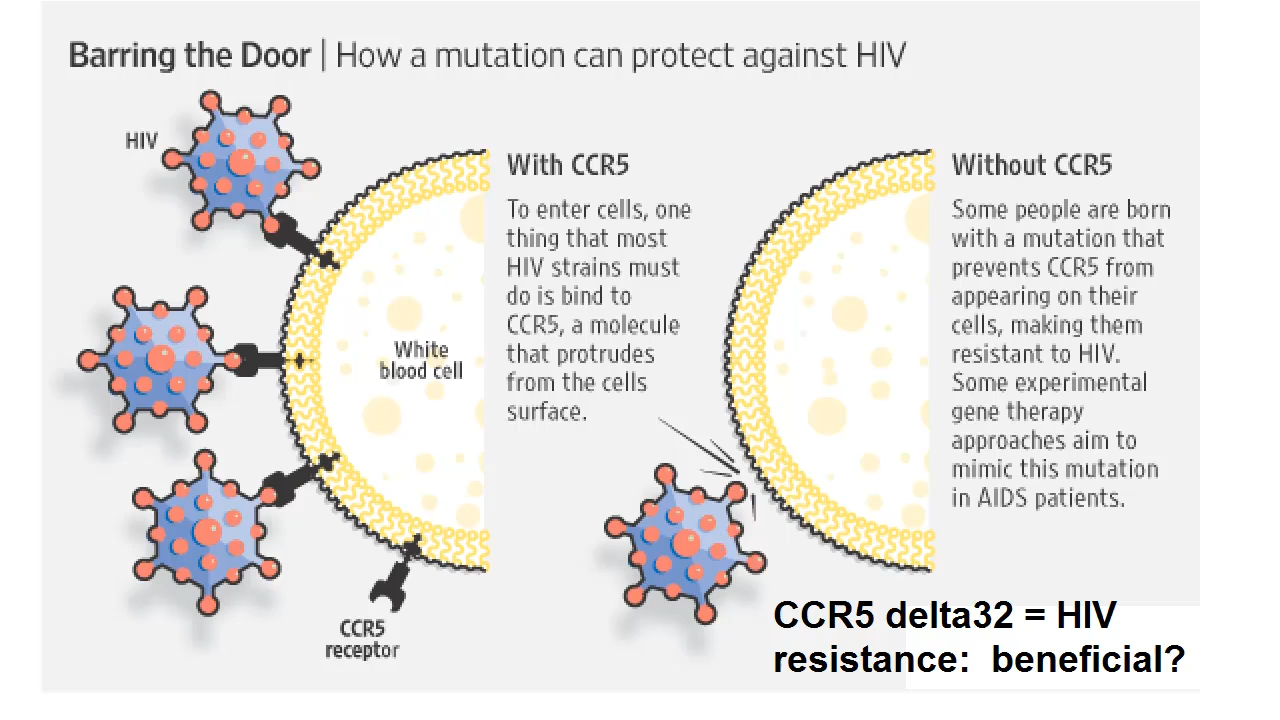 Barring the Door | How a mutation can protect against HIV
HIV
With CCR5
To enter cells, one
thing that most
HIV strains must
do is bind to
CCR5, a molecule
that protrudes
from the cells
surface.
White
blood cell
CCR5
receptor
Without CCR5
Some people are born
with a mutation that
prevents CCR5 from
appearing on their
cells, making them
resistant to HIV.
Some experimental
gene therapy
approaches aim to
mimic this mutation
in AIDS patients.
CCR5 delta32 = HIV
resistance:  beneficial?